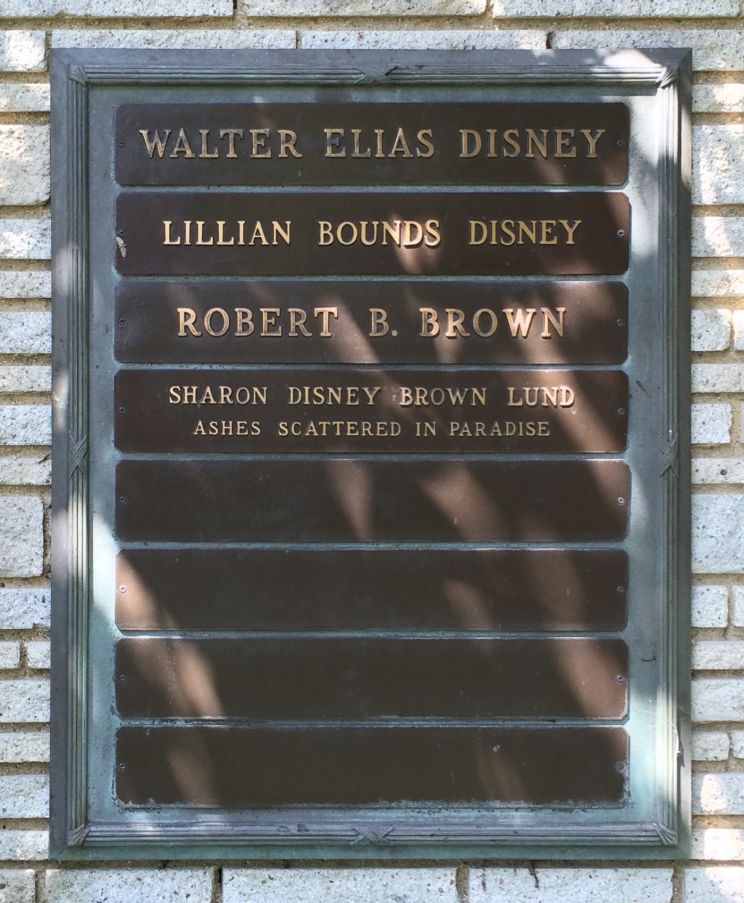 WALTER ELIAS DISNEY
LILLIAN BOUNDS DISNEY
ROBERT B. BROWN
SHARON DISNEY BROWN LUND
ASHES SCATTERED IN PARADISE